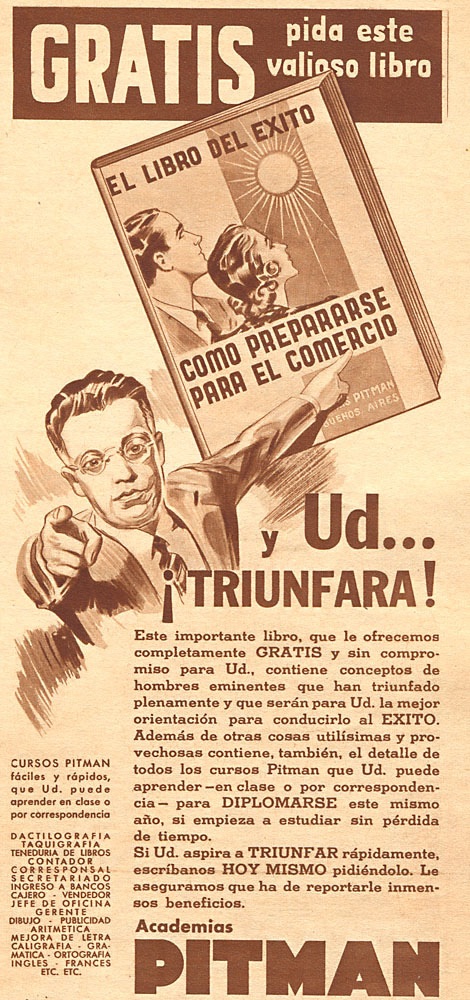 GRATIS
pida este
valioso libro
EL LIBRO DEL EXITO
COMO PREPARARSE
PARA EL COMERCIO
S PITMAN
BUENOS AIRES
y Ud...
¡TRIUNFARA!
Este importante libro, que le ofrecemos
completamente GRATIS y sin compro-
miso para Ud., contiene conceptos de
hombres eminentes que han triunfado
plenamente y que serán para Ud. la mejor
orientación para conducirlo al EXITO.
Además de otras cosas utilísimas y pro-
vechosas contiene, también, el detalle de
todos los cursos Pitman que Ud. puede
aprender—en clase o por corresponden-
cia— para DIPLOMARSE este mismo
año, si empieza a estudiar sin pérdida
de tiempo.
Si Ud. aspira a TRIUNFAR rápidamente,
escríbanos HOY MISMO pidiéndolo. Le
aseguramos que ha de reportarle inmen-
sos beneficios.
CURSOS PITMAN
fáciles y rápidos,
que Ud. puede
aprender en clase o
por correspondencia
DACTILOGRAFIA
TAQUIGRAFIA
TENEDURIA DE LIBROS
CONTADOR
CORRESPONSAL
SECRETARIADO
INGRESO A BANCOS
CAJERO - VENDEDOR
JEFE DE OFICINA
GERENTE
DIBUJO - PUBLICIDAD
ARITMETICA
MEJORA DE LETRA
CALIGRAFIA - GRA-
MATICA - ORTOGRAFIA
INGLES - FRANCES
ETC. ETC.
Academias
PITMAN